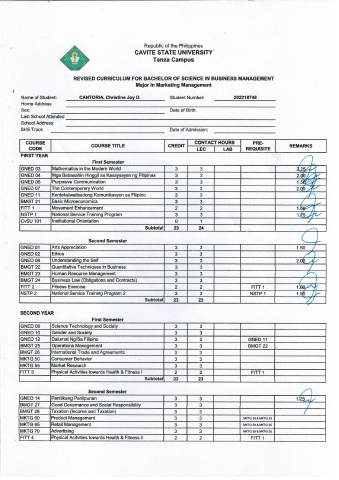 Republic of the Philippines
CAVITE STATE UNIVERSITY
Tanza Campus
REVISED CURRICULUM FOR BACHELOR OF SCIENCE IN BUSINESS MANAGEMENT
Major in Marketing Management
Name of Student: CANTORIA, Christine Joy D. Student Number: 202210748
Home Address
Sex: Date of Birth:
Last School Attended
School Address:
SHS Track Date of Admission:
COURSE CODE COURSE TITLE CREDIT CONTACT HOURS LEC LAB PRE-REQUISITE REMARKS
FIRST YEAR
First Semester
GNED 03 Mathematics in the Modern World 3 3
GNED 04 Mga Babasahin Hinggil sa Kasaysayan ng Pilipinas 3 3 2.00
GNED 05 Purposive Communication 3 3
GNED 07 The Contemporary World 3 3 2.00
GNED 11 Kontekstwalisadong Komunikasyon sa Filipino 3 3
BMGT 21 Basic Microeconomics 3 3
FITT 1 Movement Enhancement 2 2
NSTP 1 National Service Training Program 3 3 1.75
CvSU 101 Institutional Orientation 0 1
Subtotal 23 24
Second Semester
GNED 01 Arts Appreciation 3 3 1.50
GNED 02 Ethics 3 3
GNED 08 Understanding the Self 3 3 2.00
BMGT 22 Quantitative Techniques in Business 3 3
BMGT 23 Human Resource Management 3 3
BMGT 24 Business Law (Obligations and Contracts) 3 3
FITT 2 Fitness Exercise 2 2 FITT 1
NSTP 2 National Service Training Program 2 3 3 NSTP 1
Subtotal 23 23
SECOND YEAR
First Semester
GNED 06 Science Technology and Society 3 3
GNED 10 Gender and Society 3 3
GNED 12 Dalumat Ng/Sa Filipino 3 3 GNED 11
BMGT 25 Operations Management 3 3 BMGT 22
BMGT 26 International Trade and Agreements 3 3
MKTG 50 Consumer Behavior 3 3
MKTG 55 Market Research 3 3
FITT 3 Physical Activities towards Health & Fitness I 2 2 FITT 1
Subtotal 23 23
Second Semester
GNED 14 Panitikang Panlipunan 3 3 1.75
BMGT 27 Good Governance and Social Responsibility 3 3
BMGT 28 Taxation (Income and Taxation) 3 3
MKTG 60 Product Management 3 3 MKTG 50 & MKTG 55
MKTG 65 Retail Management 3 3 MKTG 50 & MKTG 55
MKTG 70 Advertising 3 3 MKTG 50 & MKTG 55
FITT 4 Physical Activities towards Health & Fitness II 2 2 FITT 1